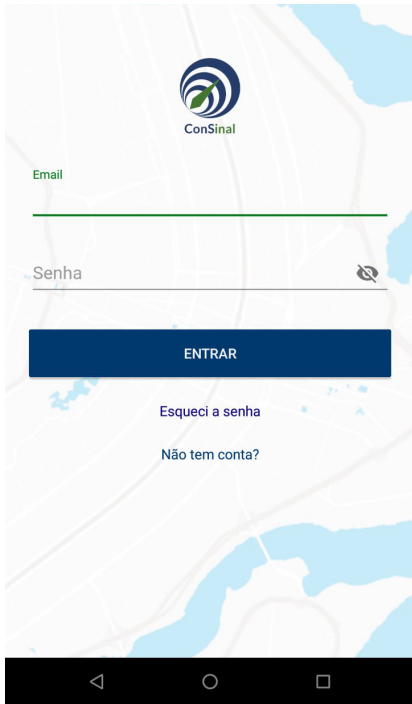 ConSinal
Email
Senha
ENTRAR
Esqueci a senha
Não tem conta?